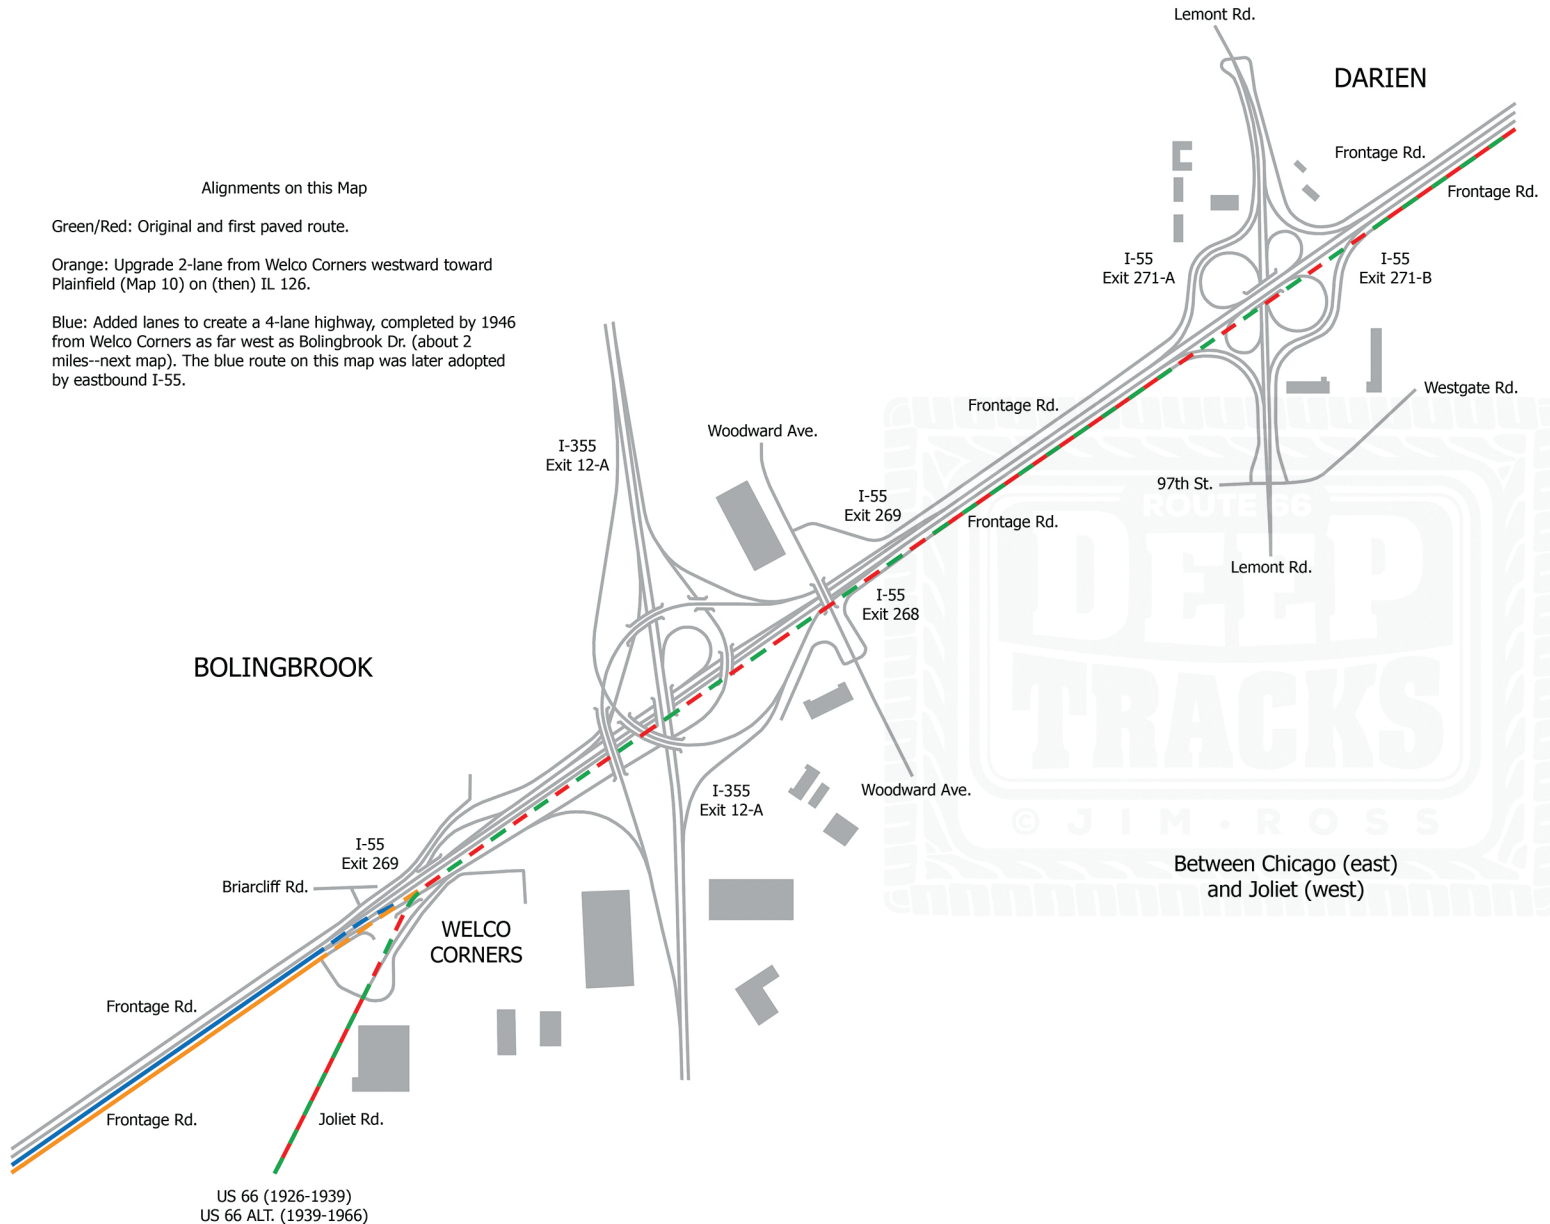 Lemont Rd.
DARIEN
Frontage Rd.
Frontage Rd.
Alignments on this Map
Green/Red: Original and first paved route.
Orange: Upgrade 2-lane from Welco Corners westward toward
Plainfield (Map 10) on (then) IL 126.
Blue: Added lanes to create a 4-lane highway, completed by 1946
from Welco Corners as far west as Bolingbrook Dr. (about 2
miles--next map). The blue route on this map was later adopted
by eastbound I-55.
I-55
Exit 271-A
I-55
Exit 271-B
Westgate Rd.
Frontage Rd.
Woodward Ave.
I-355
Exit 12-A
97th St.
I-55
Exit 269
Frontage Rd.
ROUTE 66
DEEP
TRACKS
© JIM • ROSS
Lemont Rd.
I-55
Exit 268
BOLINGBROOK
I-355
Exit 12-A
Woodward Ave.
I-55
Exit 269
Briarcliff Rd.
Between Chicago (east)
and Joliet (west)
WELCO
CORNERS
Frontage Rd.
Frontage Rd.
Joliet Rd.
US 66 (1926-1939)
US 66 ALT. (1939-1966)